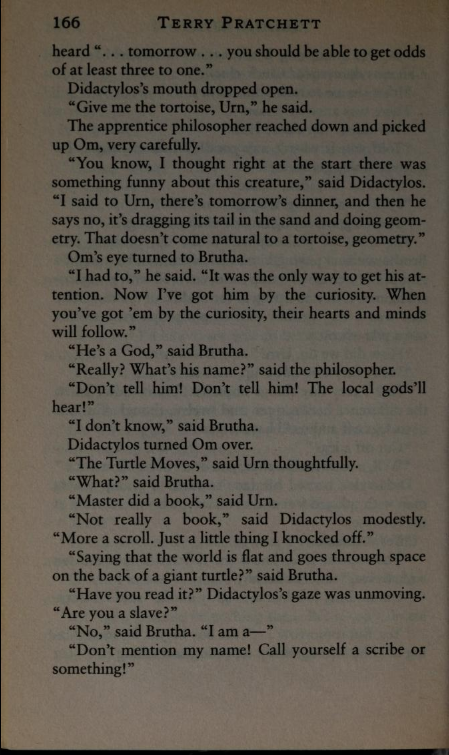 166 TERRY PRATCHETT
heard “. . . tomorrow . . . you should be able to get odds
of at least three to one.”
Didactylos’s mouth dropped open.
“Give me the tortoise, Urn,” he said.
The apprentice philosopher reached down and picked
up Om, very carefully.
“You know, I thought right at the start there was
something funny about this creature,” said Didactylos.
“I said to Urn, there’s tomorrow’s dinner, and then he
says no, it’s dragging its tail in the sand and doing geom-
etry. That doesn’t come natural to a tortoise, geometry.”
Om’s eye turned to Brutha.
“I had to,” he said. “It was the only way to get his at-
tention. Now I’ve got him by the curiosity. When
you’ve got ’em by the curiosity, their hearts and minds
will follow.”
“He’s a God,” said Brutha.
“Really? What’s his name?” said the philosopher.
“Don’t tell him! Don’t tell him! The local gods’ll
hear!”
“I don’t know,” said Brutha.
Didactylos turned Om over.
“The Turtle Moves,” said Urn thoughtfully.
“What?” said Brutha.
“Master did a book,” said Urn.
“Not really a book,” said Didactylos modestly.
“More a scroll. Just a little thing I knocked off.”
“Saying that the world is flat and goes through space
on the back of a giant turtle?” said Brutha.
“Have you read it?” Didactylos’s gaze was unmoving.
“Are you a slave?”
“No,” said Brutha. “I am a—”
“Don’t mention my name! Call yourself a scribe or
something!”